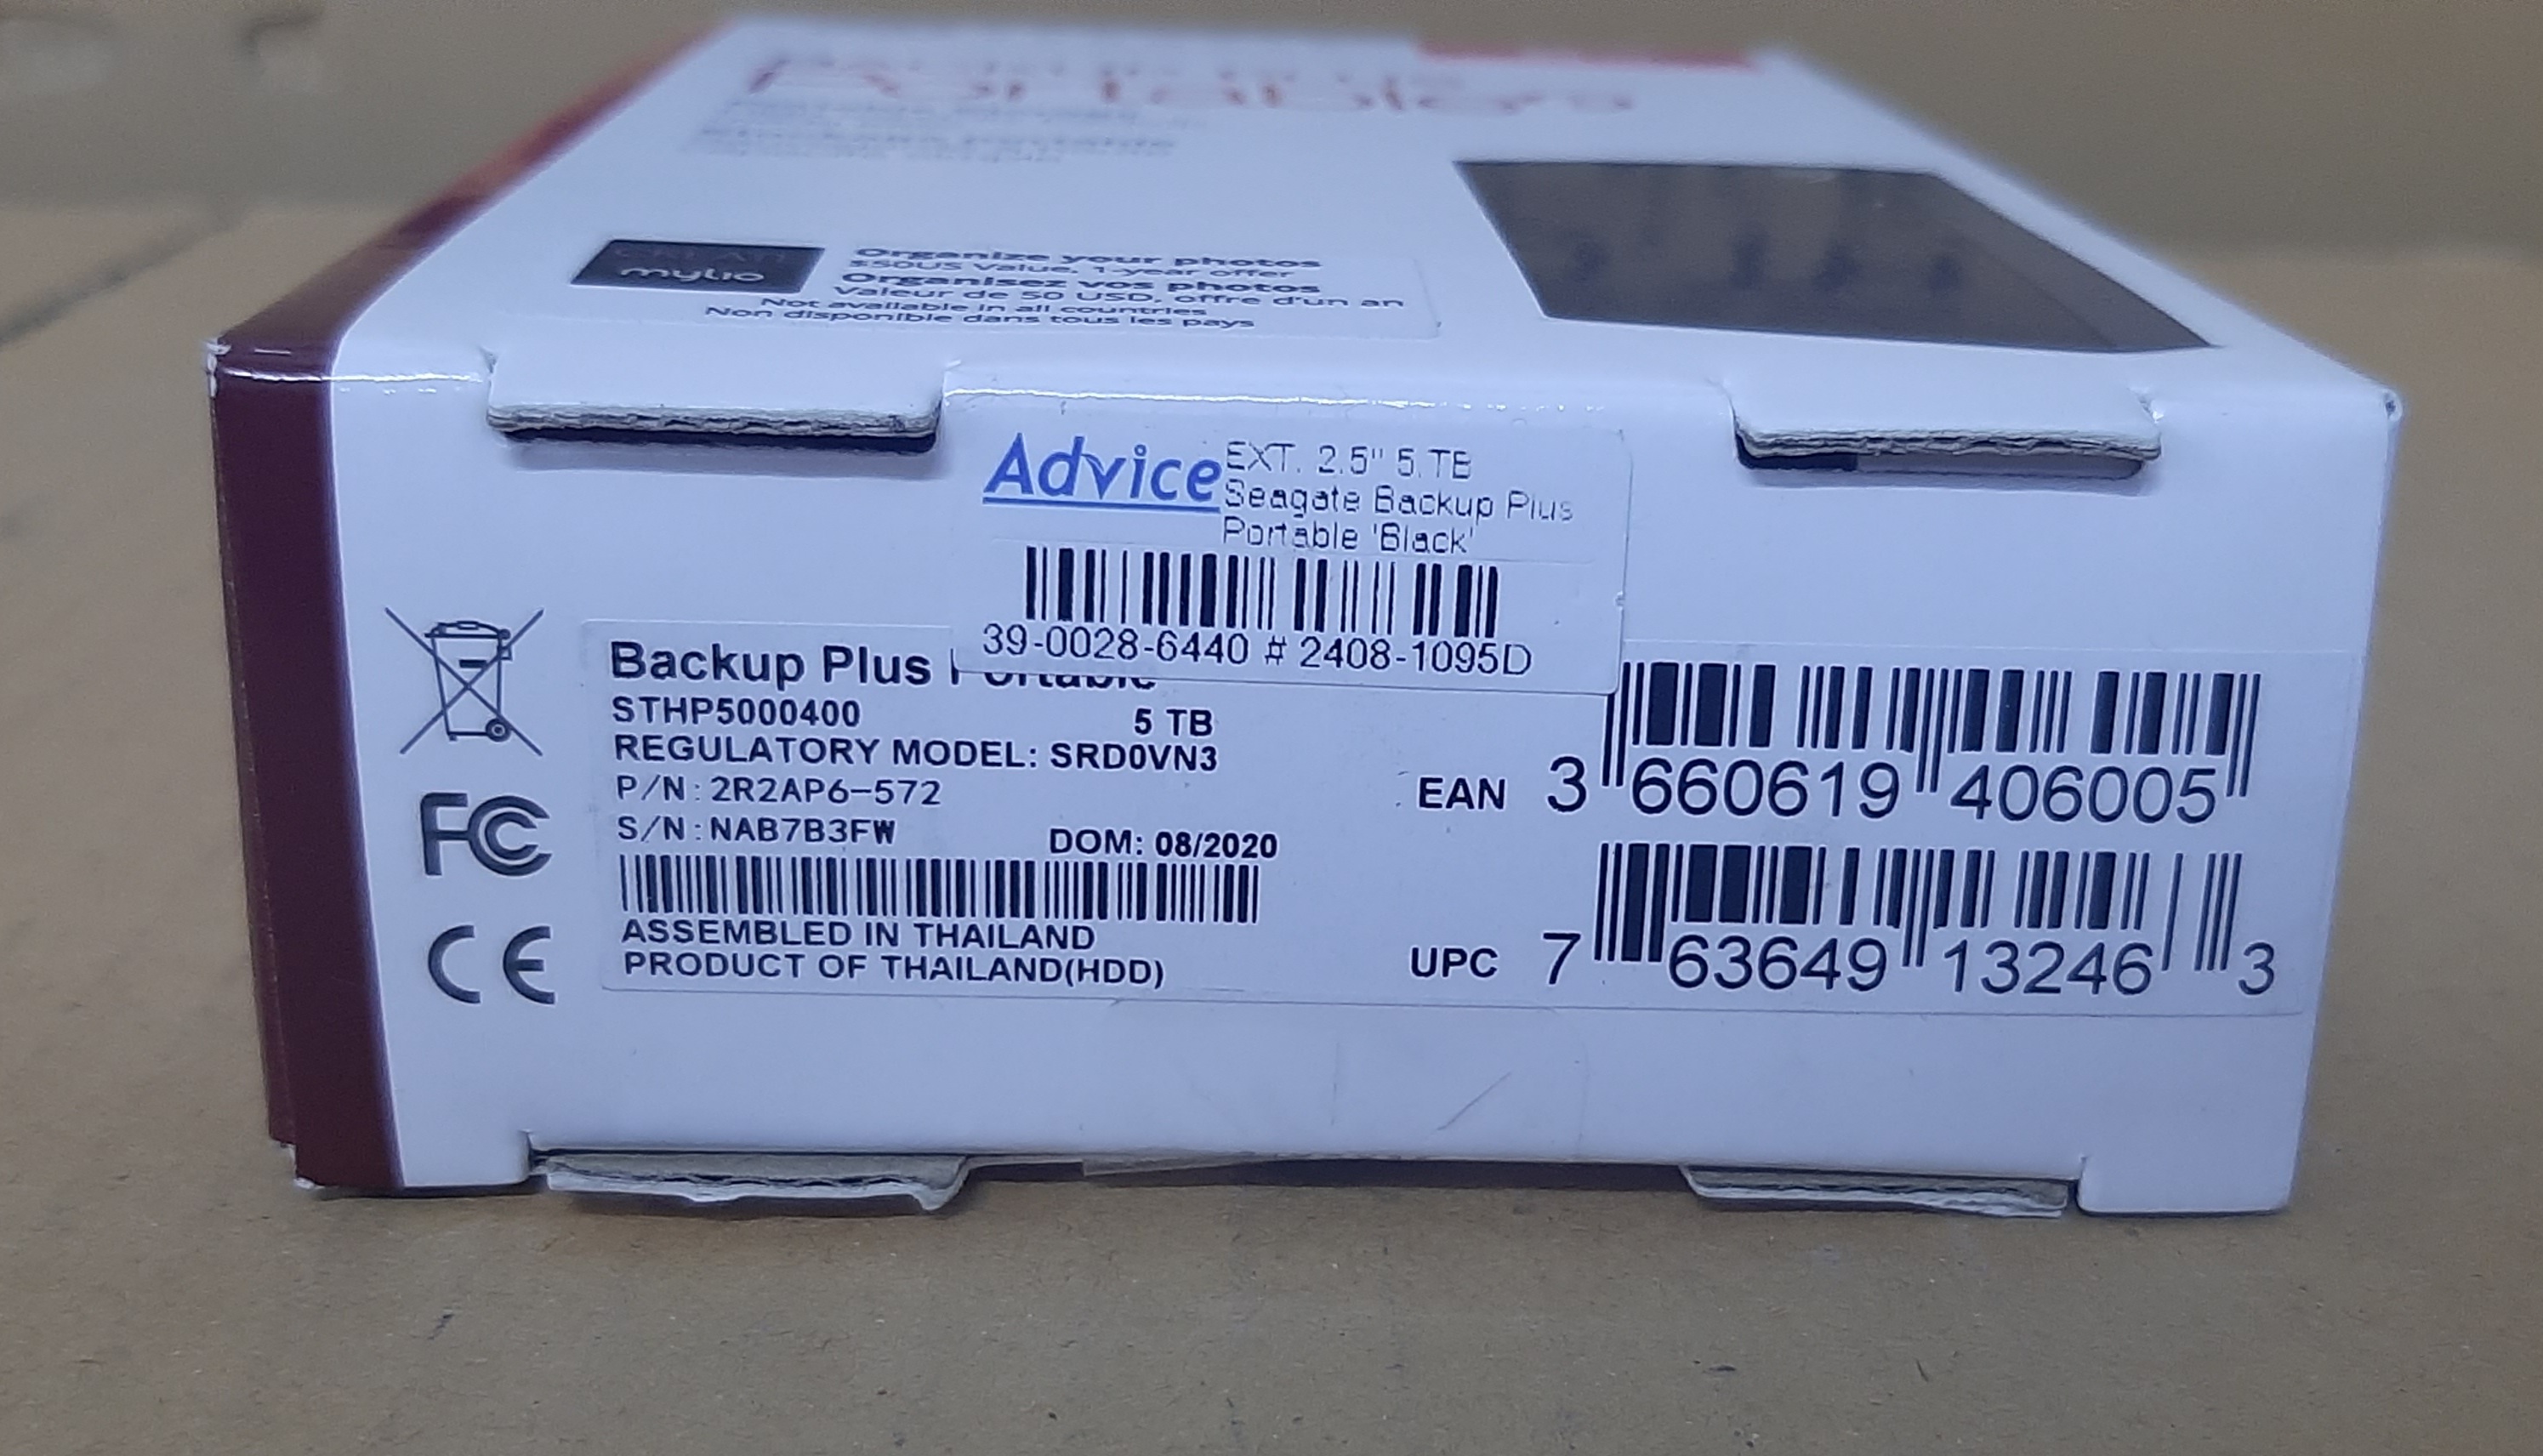 Portable
mylio
Organize your photos
$50US Value, 1-year offer
Organisez vos photos
Valeur de 50 USD, offre d'un an
Not available in all countries
Non disponible dans tous les pays
Advice
EXT. 2.5" 5 TB
Seagate Backup Plus
Portable 'Black'
39-0028-6440 # 2408-1095D
Backup Plus Portable
STHP5000400 5 TB
REGULATORY MODEL: SRD0VN3
P/N: 2R2AP6-572
S/N: NAB7B3FW DOM: 08/2020
ASSEMBLED IN THAILAND
PRODUCT OF THAILAND(HDD)
FC
CE
EAN 3 660619 406005
UPC 7 63649 13246 3